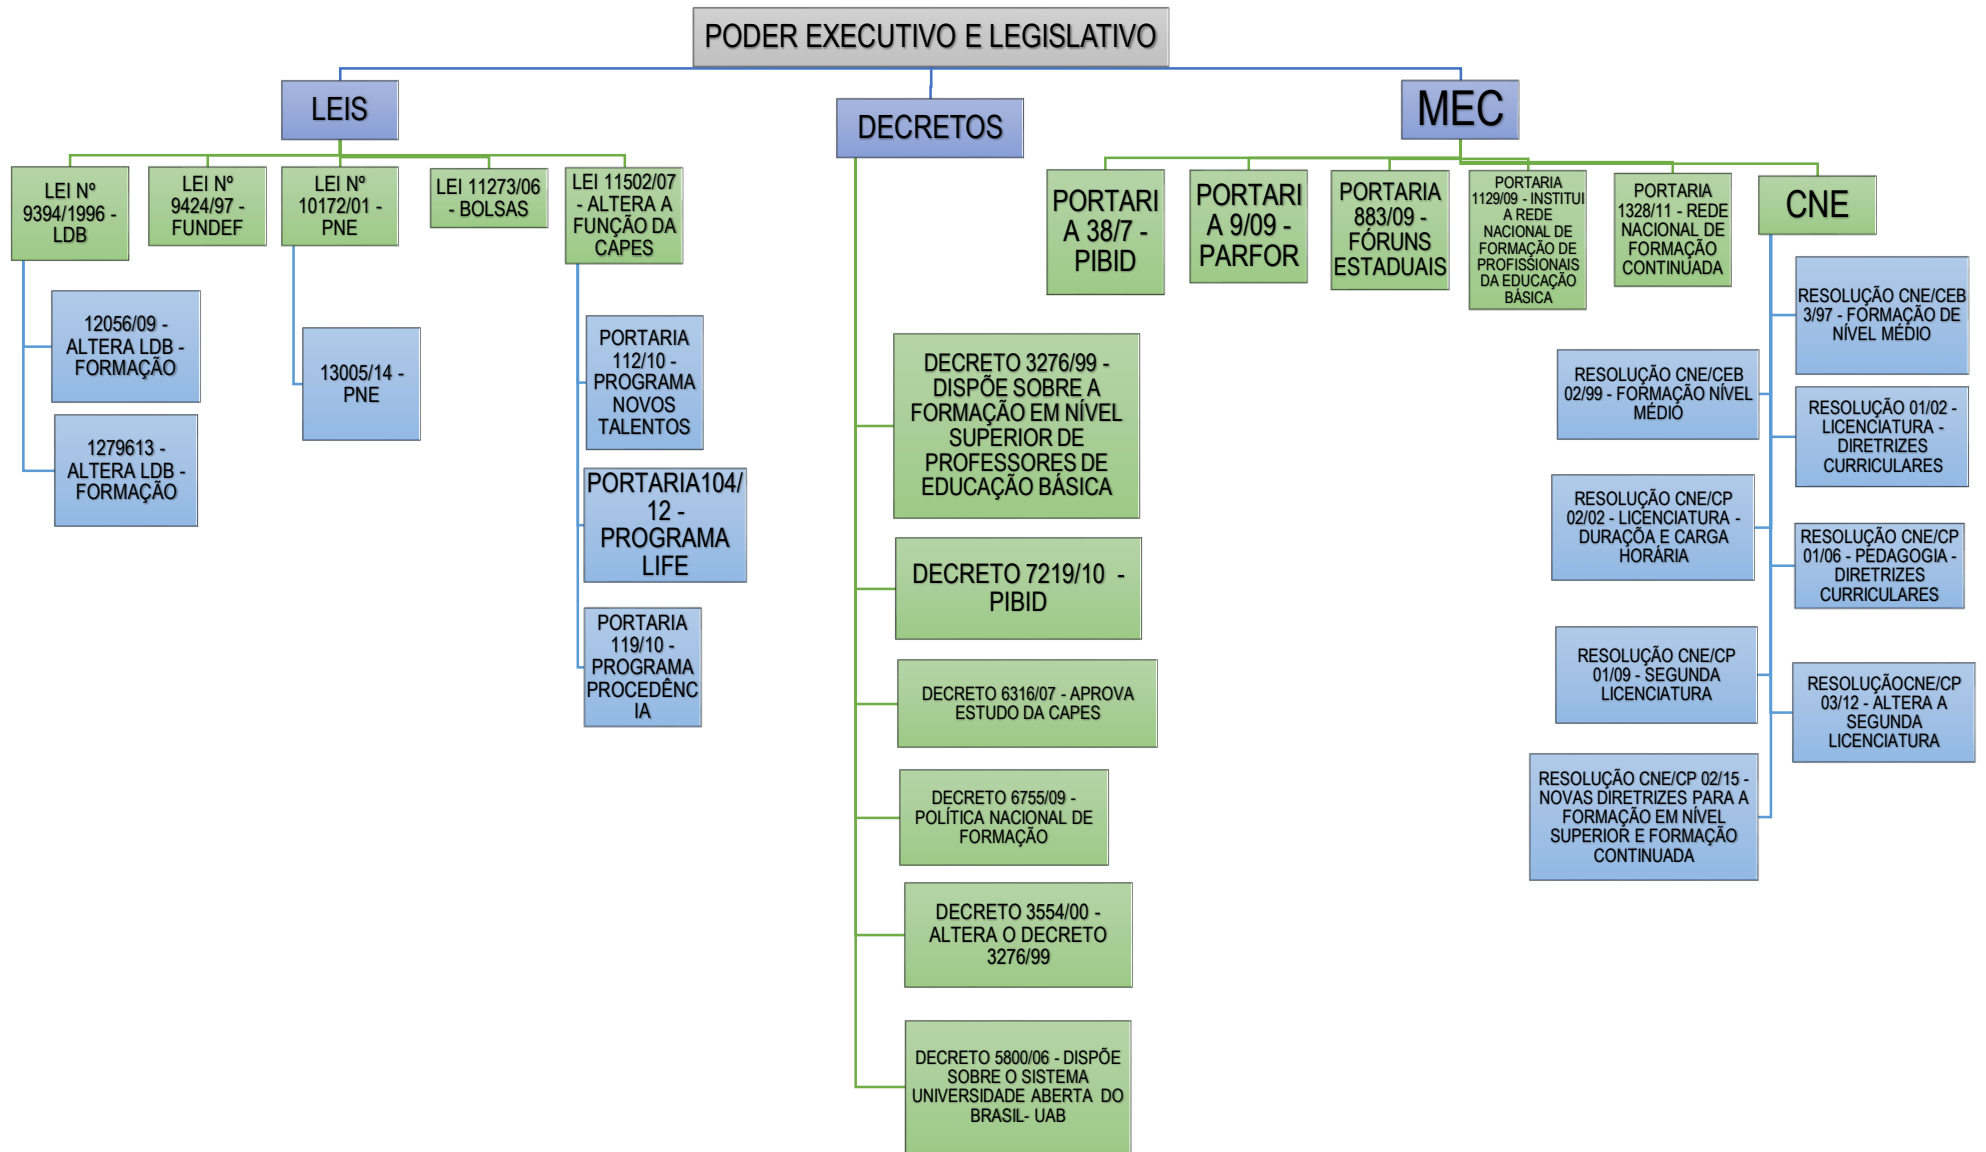 PODER EXECUTIVO E LEGISLATIVO
LEIS
DECRETOS
MEC
LEI Nº
9394/1996 -
LDB
LEI Nº
9424/97 -
FUNDEF
LEI Nº
10172/01 -
PNE
LEI 11273/06
- BOLSAS
LEI 11502/07
- ALTERA A
FUNÇÃO DA
CAPES
12056/09 -
ALTERA LDB -
FORMAÇÃO
1279613 -
ALTERA LDB -
FORMAÇÃO
13005/14 -
PNE
PORTARIA
112/10 -
PROGRAMA
NOVOS
TALENTOS
PORTARIA104/
12 -
PROGRAMA
LIFE
PORTARIA
119/10 -
PROGRAMA
PROCEDÊNC
IA
DECRETO 3276/99 -
DISPÕE SOBRE A
FORMAÇÃO EM NÍVEL
SUPERIOR DE
PROFESSORES DE
EDUCAÇÃO BÁSICA
DECRETO 7219/10 -
PIBID
DECRETO 6316/07 - APROVA
ESTUDO DA CAPES
DECRETO 6755/09 -
POLÍTICA NACIONAL DE
FORMAÇÃO
DECRETO 3554/00 -
ALTERA O DECRETO
3276/99
DECRETO 5800/06 - DISPÕE
SOBRE O SISTEMA
UNIVERSIDADE ABERTA DO
BRASIL- UAB
PORTARI
A 38/7 -
PIBID
PORTARI
A 9/09 -
PARFOR
PORTARIA
883/09 -
FÓRUNS
ESTADUAIS
PORTARIA
1129/09 - INSTITUI
A REDE
NACIONAL DE
FORMAÇÃO DE
PROFISSIONAIS
DA EDUCAÇÃO
BÁSICA
PORTARIA
1328/11 - REDE
NACIONAL DE
FORMAÇÃO
CONTINUADA
CNE
RESOLUÇÃO CNE/CEB
3/97 - FORMAÇÃO DE
NÍVEL MÉDIO
RESOLUÇÃO CNE/CEB
02/99 - FORMAÇÃO NÍVEL
MÉDIO
RESOLUÇÃO 01/02 -
LICENCIATURA -
DIRETRIZES
CURRICULARES
RESOLUÇÃO CNE/CP
02/02 - LICENCIATURA -
DURAÇÕA E CARGA
HORÁRIA
RESOLUÇÃO CNE/CP
01/06 - PEDAGOGIA -
DIRETRIZES
CURRICULARES
RESOLUÇÃO CNE/CP
01/09 - SEGUNDA
LICENCIATURA
RESOLUÇÃOCNE/CP
03/12 - ALTERA A
SEGUNDA
LICENCIATURA
RESOLUÇÃO CNE/CP 02/15 -
NOVAS DIRETRIZES PARA A
FORMAÇÃO EM NÍVEL
SUPERIOR E FORMAÇÃO
CONTINUADA